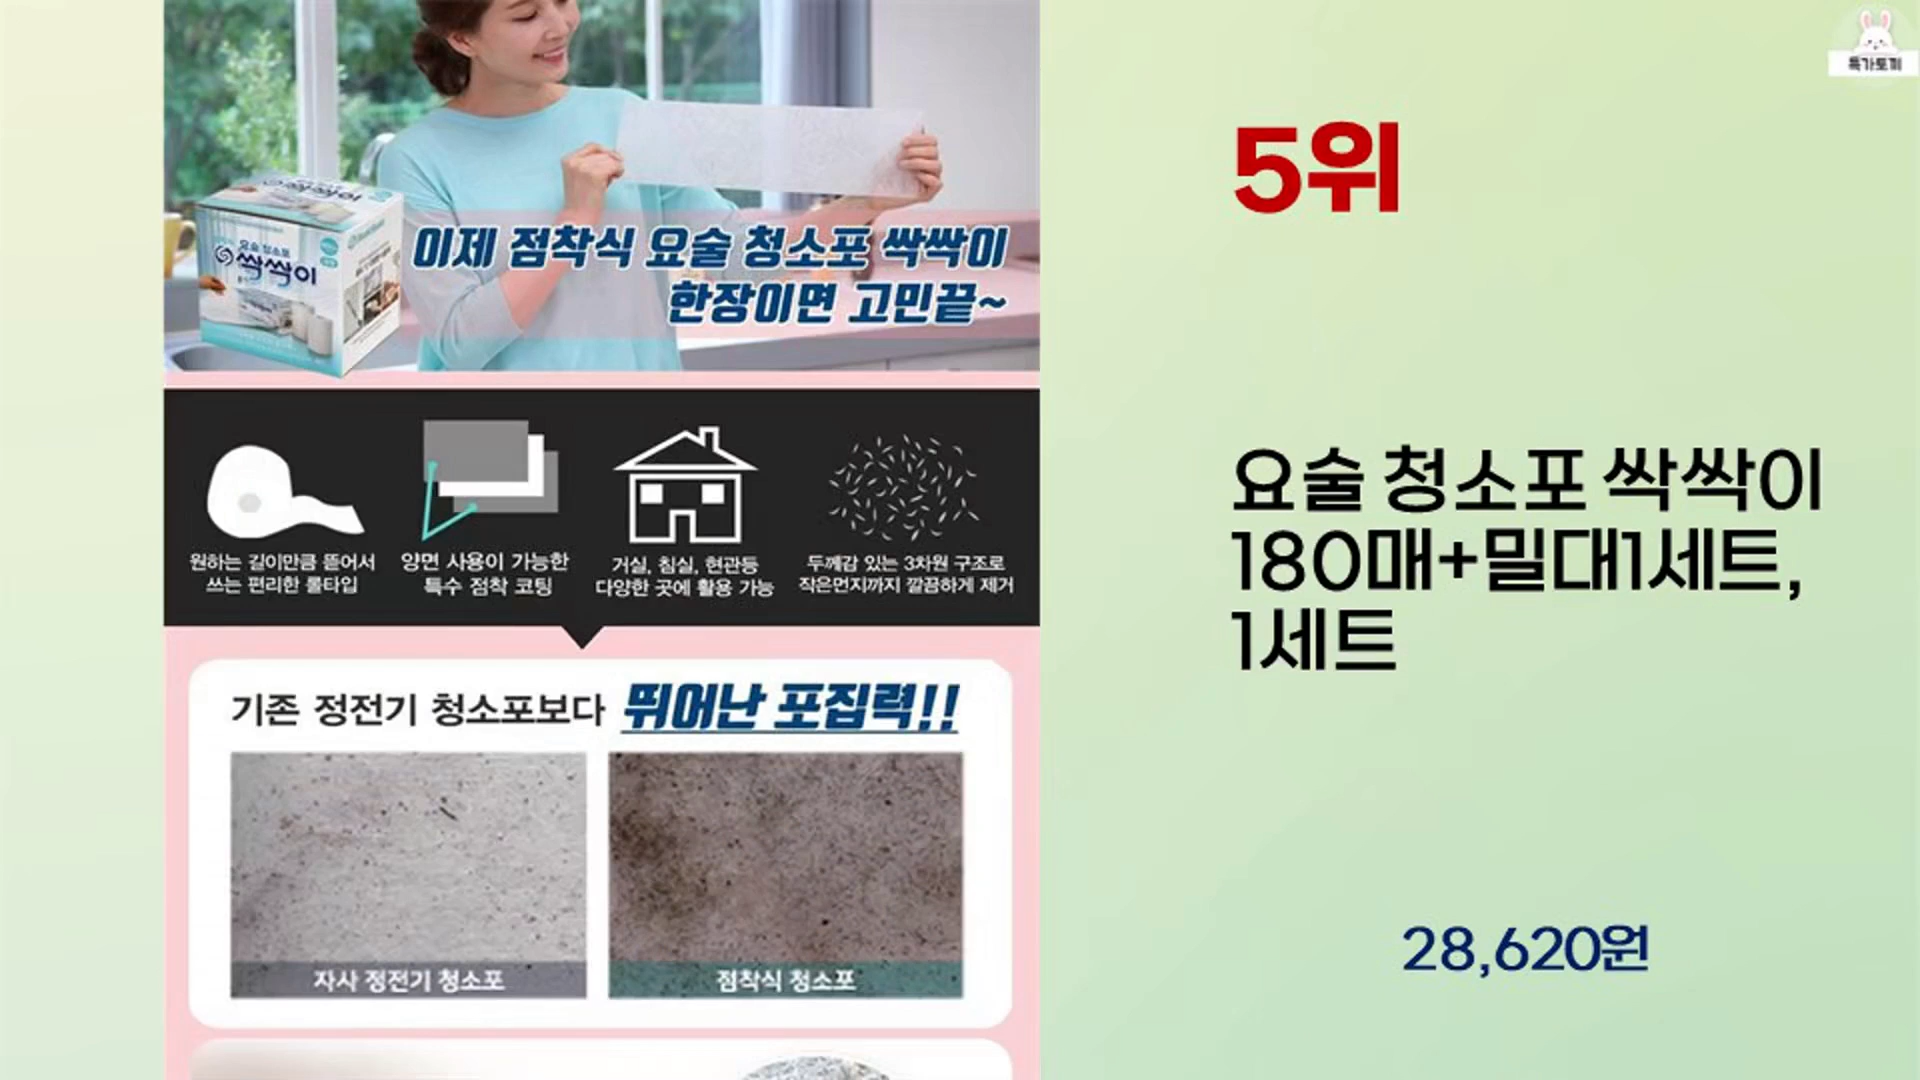 특가토끼
5위
요술 청소포 싹싹이
180매+밀대1세트,
1세트
28,620원
요술 청소포
싹싹이
이제 점착식 요술 청소포 싹싹이
한장이면 고민끝~
원하는 길이만큼 뜯어서
쓰는 편리한 롤타입
양면 사용이 가능한
특수 점착 코팅
거실, 침실, 현관등
다양한 곳에 활용 가능
두께감 있는 3차원 구조로
작은먼지까지 깔끔하게 제거
기존 정전기 청소포보다 뛰어난 포집력!!
자사 정전기 청소포
점착식 청소포